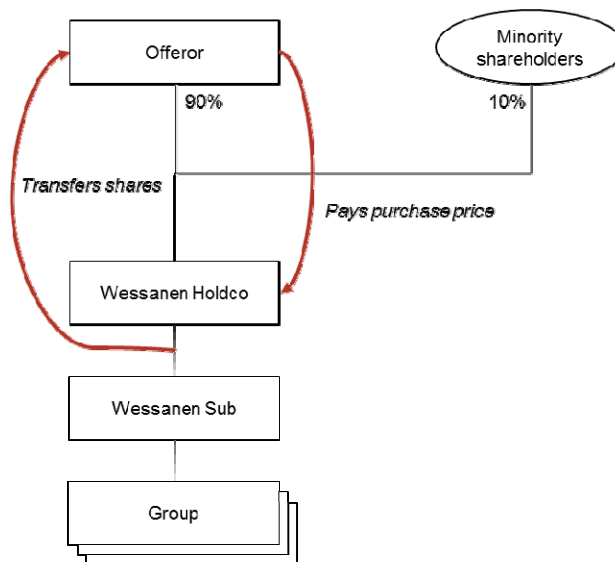 Offeror
Minority
shareholders
90%
10%
Transfers shares
Pays purchase price
Wessanen Holdco
Wessanen Sub
Group